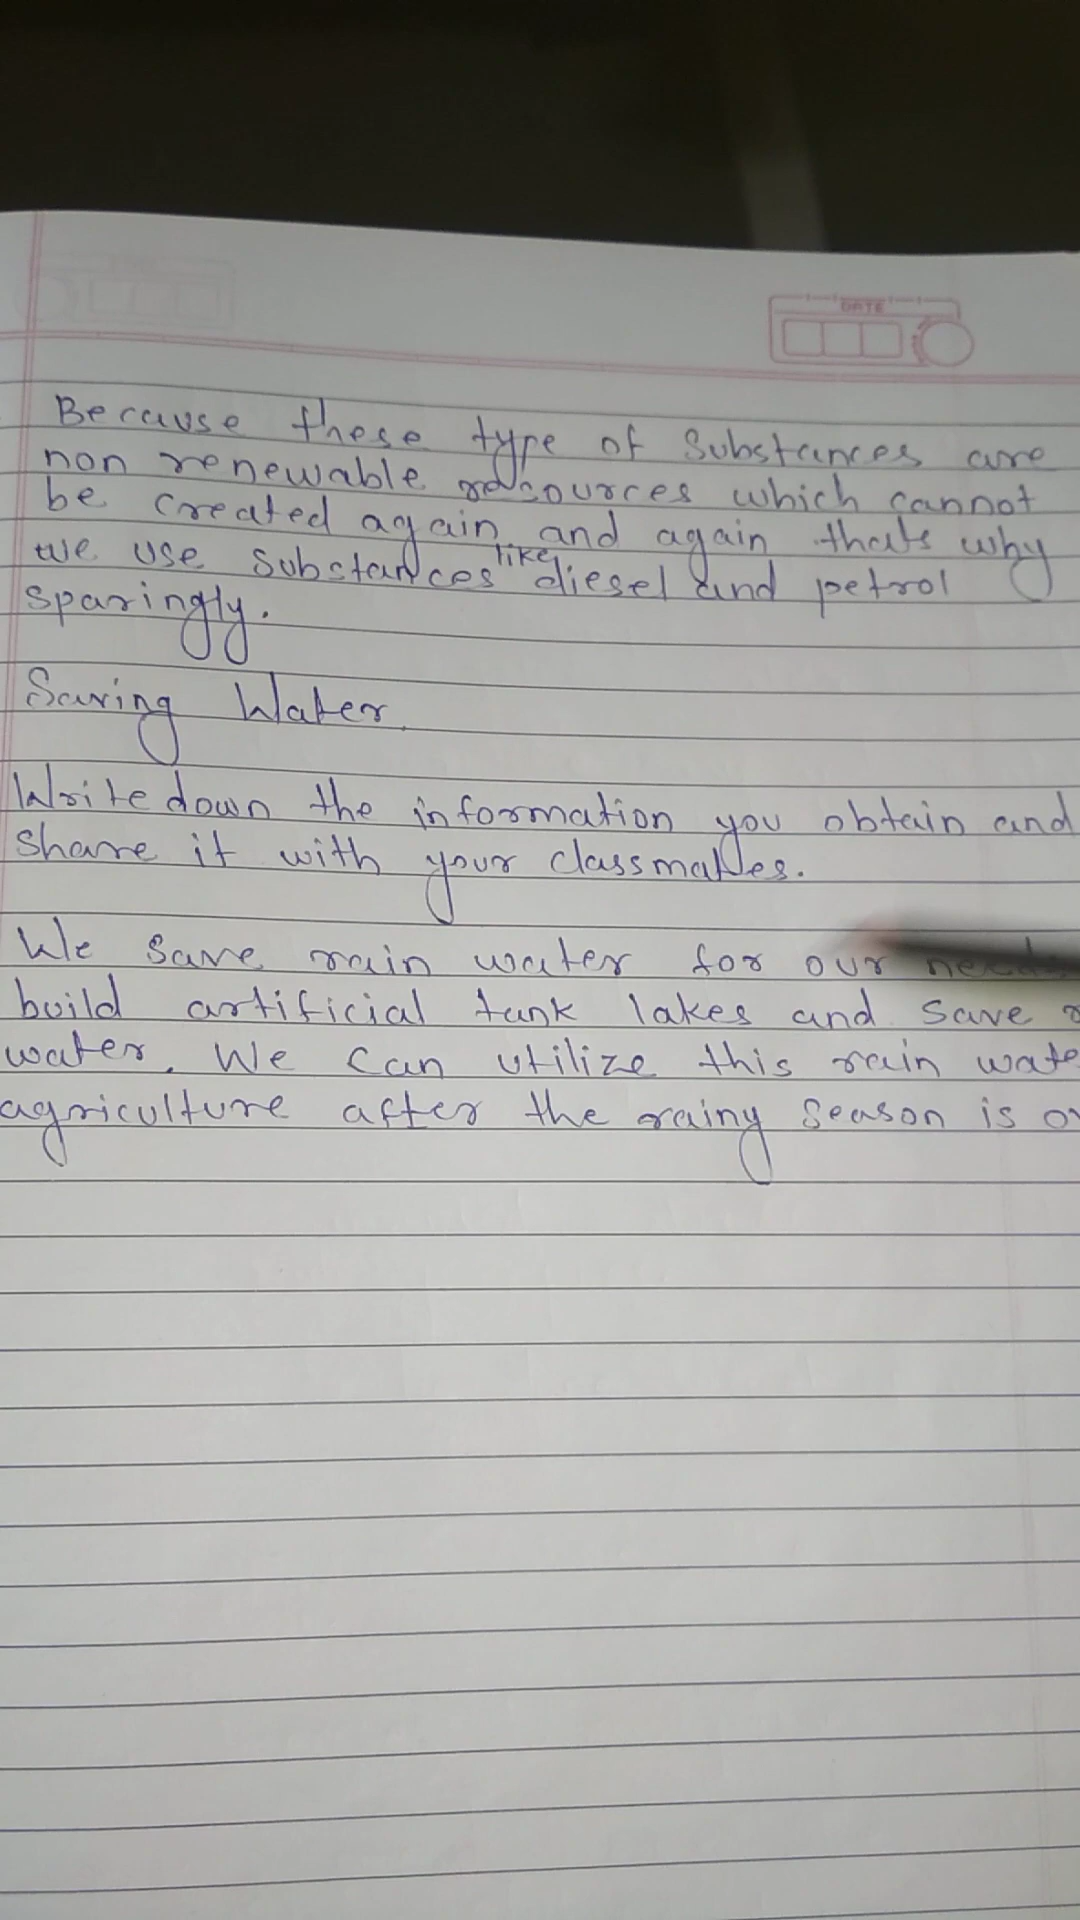 DATE
Because these type of Substances are
non renewable resources which cannot
be created again and again thats why
we use Substances like diesel and petrol
sparingly.
Saving Water
Write down the information you obtain and
share it with your classmates.
We save rain water for our needs
build artificial tank lakes and save
water. We can utilize this rain
agriculture after the rainy season is